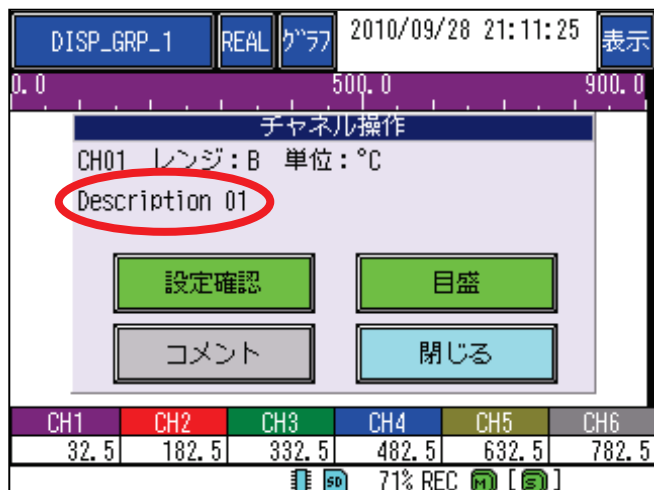 DISP_GRP_1 REAL グラフ 2010/09/28 21:11:25 表示
0.0 500.0 900.0
チャネル操作
CH01 レンジ:B 単位:°C
Description 01
設定確認 目盛
コメント 閉じる
CH1 CH2 CH3 CH4 CH5 CH6
32.5 182.5 332.5 482.5 632.5 782.5
SD 71% REC M [S]